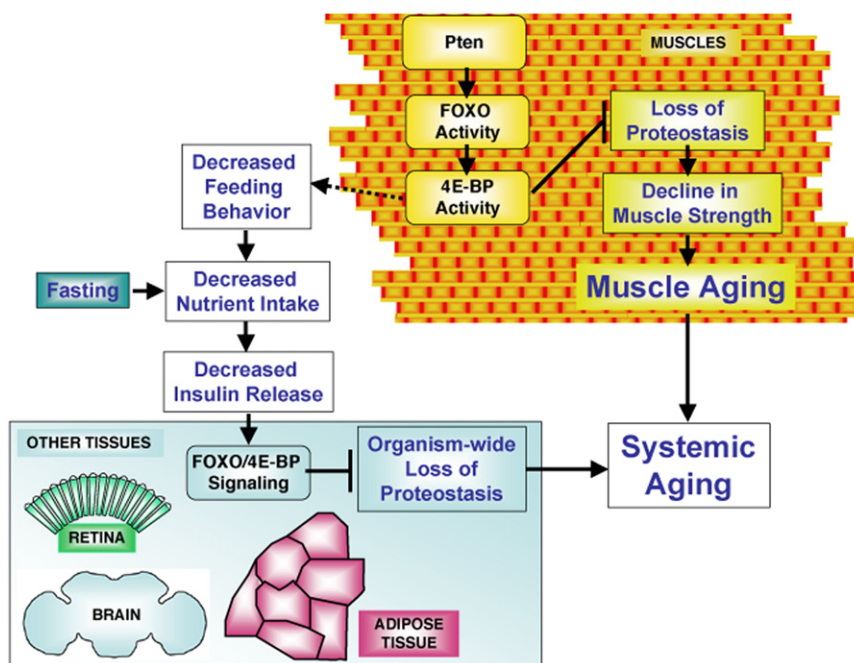 Pten
MUSCLES
FOXO
Activity
Loss of
Proteostasis
4E-BP
Activity
Decline in
Muscle Strength
Muscle Aging
Decreased
Feeding
Behavior
Fasting
Decreased
Nutrient Intake
Decreased
Insulin Release
OTHER TISSUES
FOXO/4E-BP
Signaling
Organism-wide
Loss of
Proteostasis
Systemic
Aging
RETINA
BRAIN
ADIPOSE
TISSUE